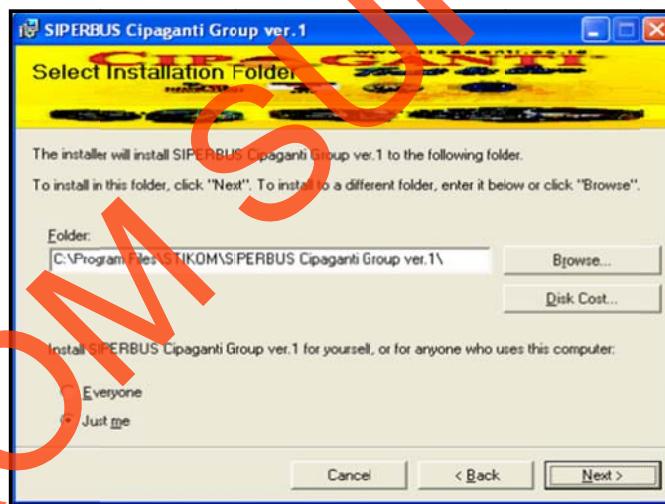 SIPERBUS Cipaganti Group ver.1
CIPAGANTI
Select Installation Folder
The installer will install SIPERBUS Cipaganti Group ver.1 to the following folder.
To install in this folder, click "Next". To install to a different folder, enter it below or click "Browse".
Folder:
C:\Program Files\STIKOM\SIPERBUS Cipaganti Group ver.1\
Browse...
Disk Cost...
Install SIPERBUS Cipaganti Group ver.1 for yourself, or for anyone who uses this computer:
Everyone
Just me
Cancel
< Back
Next >
OM SU